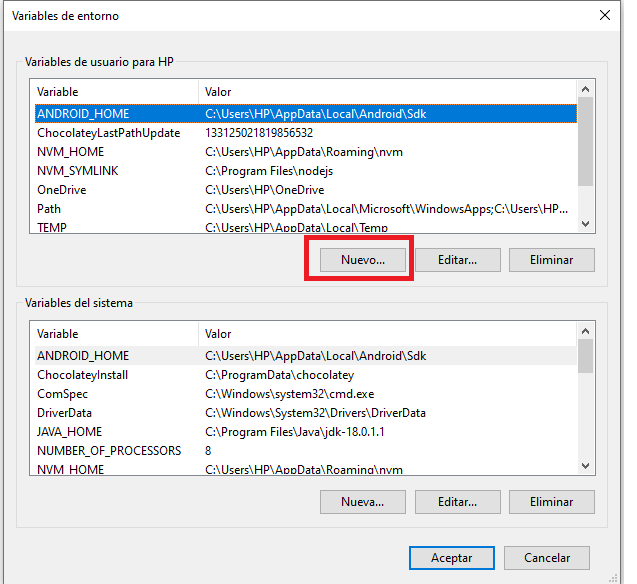 Variables de entorno
Variables de usuario para HP
Variable Valor
ANDROID_HOME C:\Users\HP\AppData\Local\Android\Sdk
ChocolateyLastPathUpdate 133125021819856532
NVM_HOME C:\Users\HP\AppData\Roaming\nvm
NVM_SYMLINK C:\Program Files\nodejs
OneDrive C:\Users\HP\OneDrive
Path C:\Users\HP\AppData\Local\Microsoft\WindowsApps;C:\Users\HP...
TEMP C:\Users\HP\AppData\Local\Temp
Nuevo... Editar... Eliminar
Variables del sistema
Variable Valor
ANDROID_HOME C:\Users\HP\AppData\Local\Android\Sdk
ChocolateyInstall C:\ProgramData\chocolatey
ComSpec C:\Windows\system32\cmd.exe
DriverData C:\Windows\System32\Drivers\DriverData
JAVA_HOME C:\Program Files\Java\jdk-18.0.1.1
NUMBER_OF_PROCESSORS 8
NVM_HOME C:\Users\HP\AppData\Roaming\nvm
Nueva... Editar... Eliminar
Aceptar Cancelar